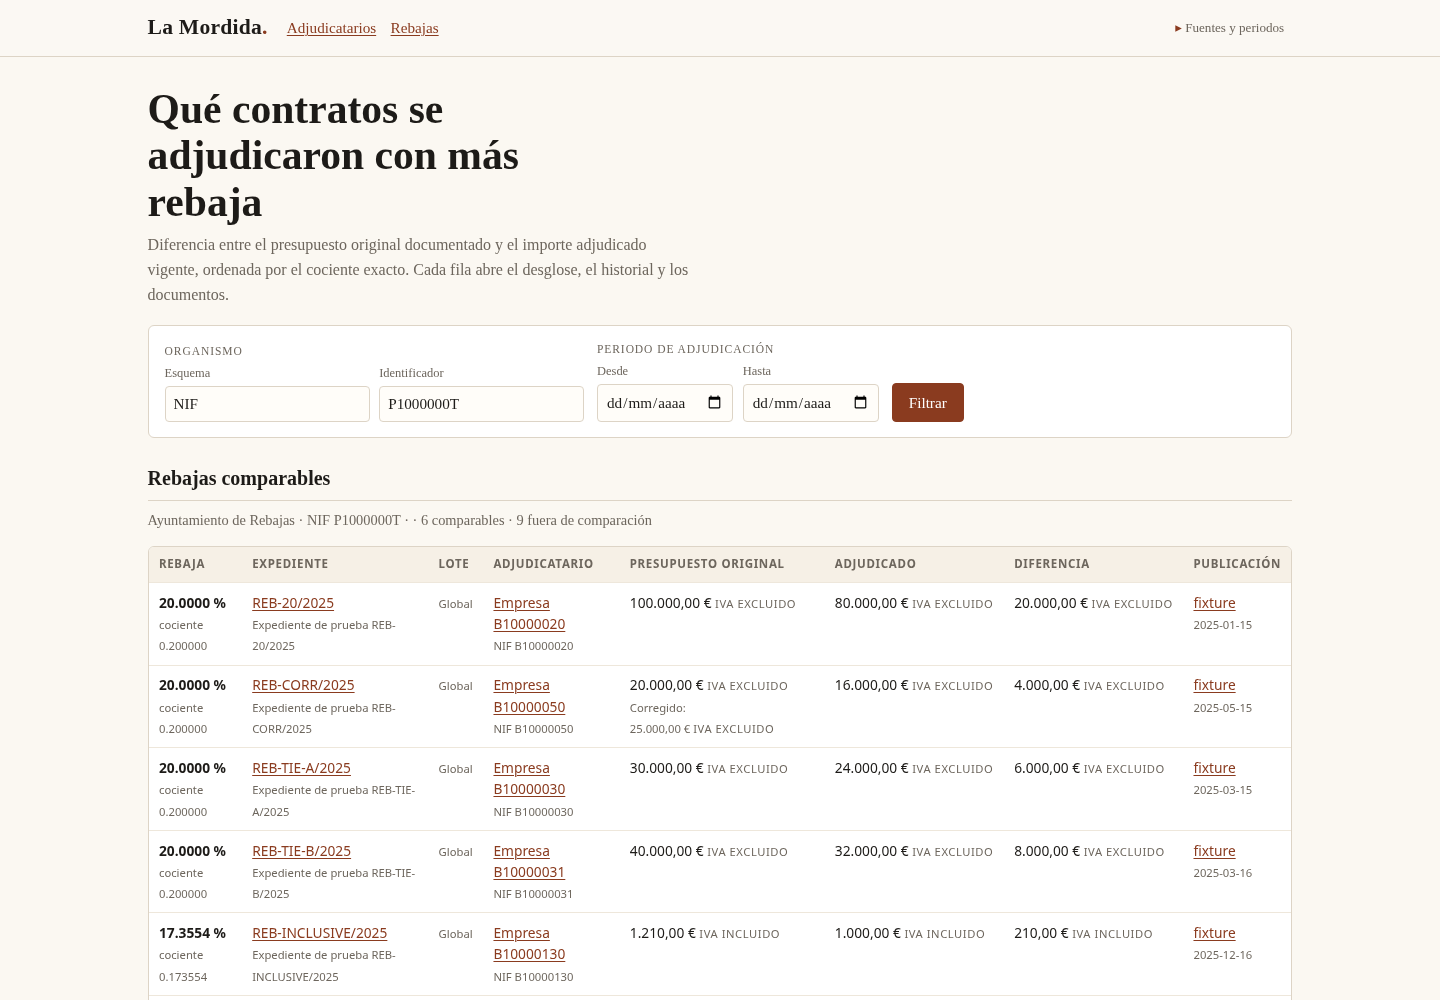 La Mordida. Adjudicatarios Rebajas ▸ Fuentes y periodos
Qué contratos se
adjudicaron con más
rebaja
Diferencia entre el presupuesto original documentado y el importe adjudicado
vigente, ordenada por el cociente exacto. Cada fila abre el desglose, el historial y los
documentos.
ORGANISMO PERIODO DE ADJUDICACIÓN
Esquema Identificador Desde Hasta
NIF P1000000T dd/mm/aaaa dd/mm/aaaa Filtrar
Rebajas comparables
Ayuntamiento de Rebajas · NIF P1000000T · · 6 comparables · 9 fuera de comparación
REBAJA EXPEDIENTE LOTE ADJUDICATARIO PRESUPUESTO ORIGINAL ADJUDICADO DIFERENCIA PUBLICACIÓN
20.0000 % REB-20/2025 Global Empresa 100.000,00 € IVA EXCLUIDO 80.000,00 € IVA EXCLUIDO 20.000,00 € IVA EXCLUIDO fixture
cociente Expediente de prueba REB- B10000020 2025-01-15
0.200000 20/2025 NIF B10000020
20.0000 % REB-CORR/2025 Global Empresa 20.000,00 € IVA EXCLUIDO 16.000,00 € IVA EXCLUIDO 4.000,00 € IVA EXCLUIDO fixture
cociente Expediente de prueba REB- B10000050 Corregido: 2025-05-15
0.200000 CORR/2025 NIF B10000050 25.000,00 € IVA EXCLUIDO
20.0000 % REB-TIE-A/2025 Global Empresa 30.000,00 € IVA EXCLUIDO 24.000,00 € IVA EXCLUIDO 6.000,00 € IVA EXCLUIDO fixture
cociente Expediente de prueba REB-TIE- B10000030 2025-03-15
0.200000 A/2025 NIF B10000030
20.0000 % REB-TIE-B/2025 Global Empresa 40.000,00 € IVA EXCLUIDO 32.000,00 € IVA EXCLUIDO 8.000,00 € IVA EXCLUIDO fixture
cociente Expediente de prueba REB-TIE- B10000031 2025-03-16
0.200000 B/2025 NIF B10000031
17.3554 % REB-INCLUSIVE/2025 Global Empresa 1.210,00 € IVA INCLUIDO 1.000,00 € IVA INCLUIDO 210,00 € IVA INCLUIDO fixture
cociente Expediente de prueba REB- B10000130 2025-12-16
0.173554 INCLUSIVE/2025 NIF B10000130